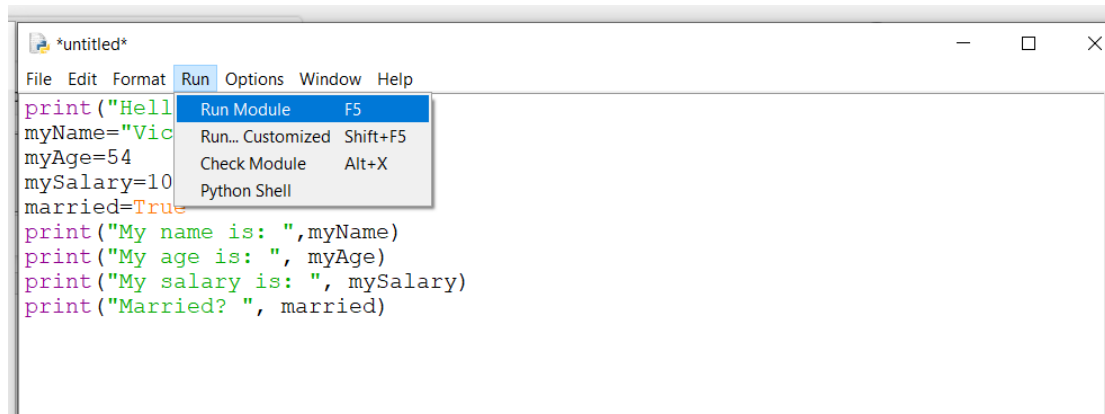 *untitled*
File Edit Format Run Options Window Help
print("Hell
Run Module F5
myName="Vic
Run... Customized Shift+F5
myAge=54
Check Module Alt+X
mySalary=10
Python Shell
married=True
print("My name is: ",myName)
print("My age is: ", myAge)
print("My salary is: ", mySalary)
print("Married? ", married)